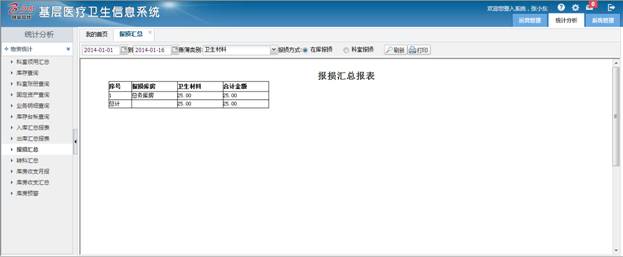 基层医疗卫生信息系统
欢迎您登入系统，张小仪
运营管理 统计分析 系统管理
统计分析
我的首页 报损汇总
物资统计
科室领用汇总
库存查询
科室账册查询
固定资产查询
业务明细查询
库存台账查询
入库汇总报表
出库汇总报表
报损汇总
转科汇总
库房收支月报
库房收支汇总
库房预警
2014-01-01 到 2014-01-16 账簿类别: 卫生材料 报损方式: 在库报损 科室报损 刷新 打印
报损汇总报表
序号 报损库房 卫生材料 合计金额
1 总务库房 25.00 25.00
总计 25.00 25.00